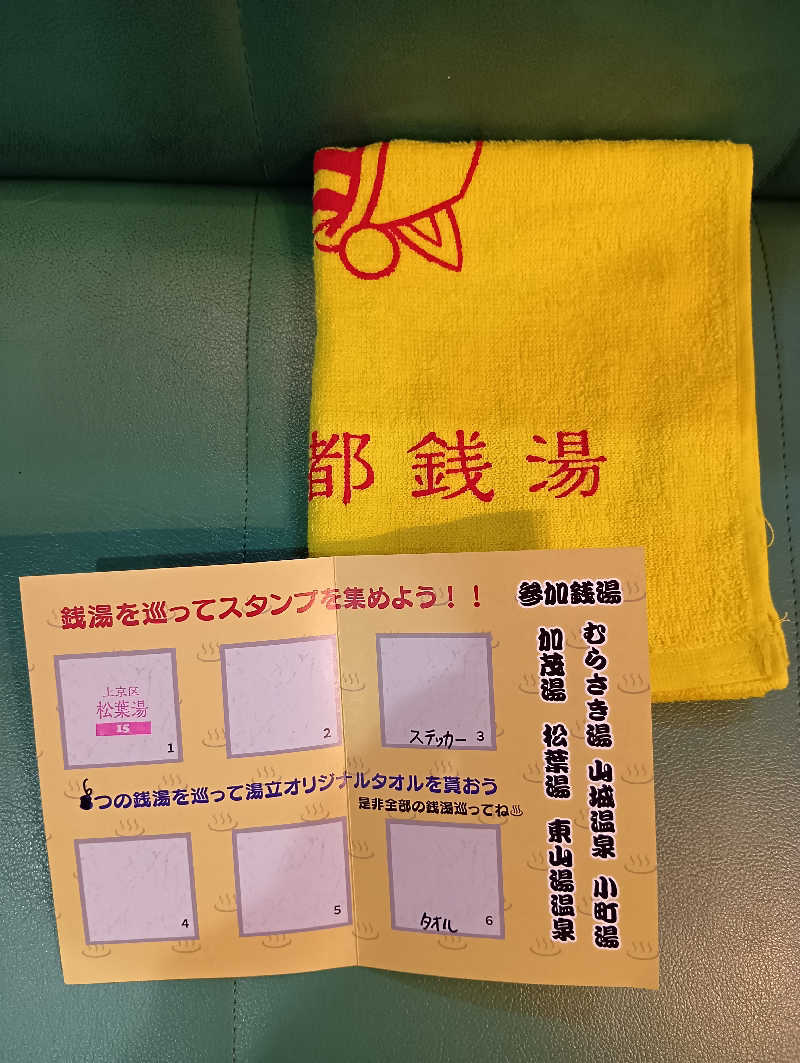 都銭湯
銭湯を巡ってスタンプを集めよう！！
上京区
松葉湯
15
1
2
ステッカー 3
6つの銭湯を巡って湯立オリジナルタオルを貰おう
是非全部の銭湯巡ってね♨
4
5
タオル 6
参加銭湯
むらさき湯 山城温泉 小町湯
加茂湯 松葉湯 東山湯温泉